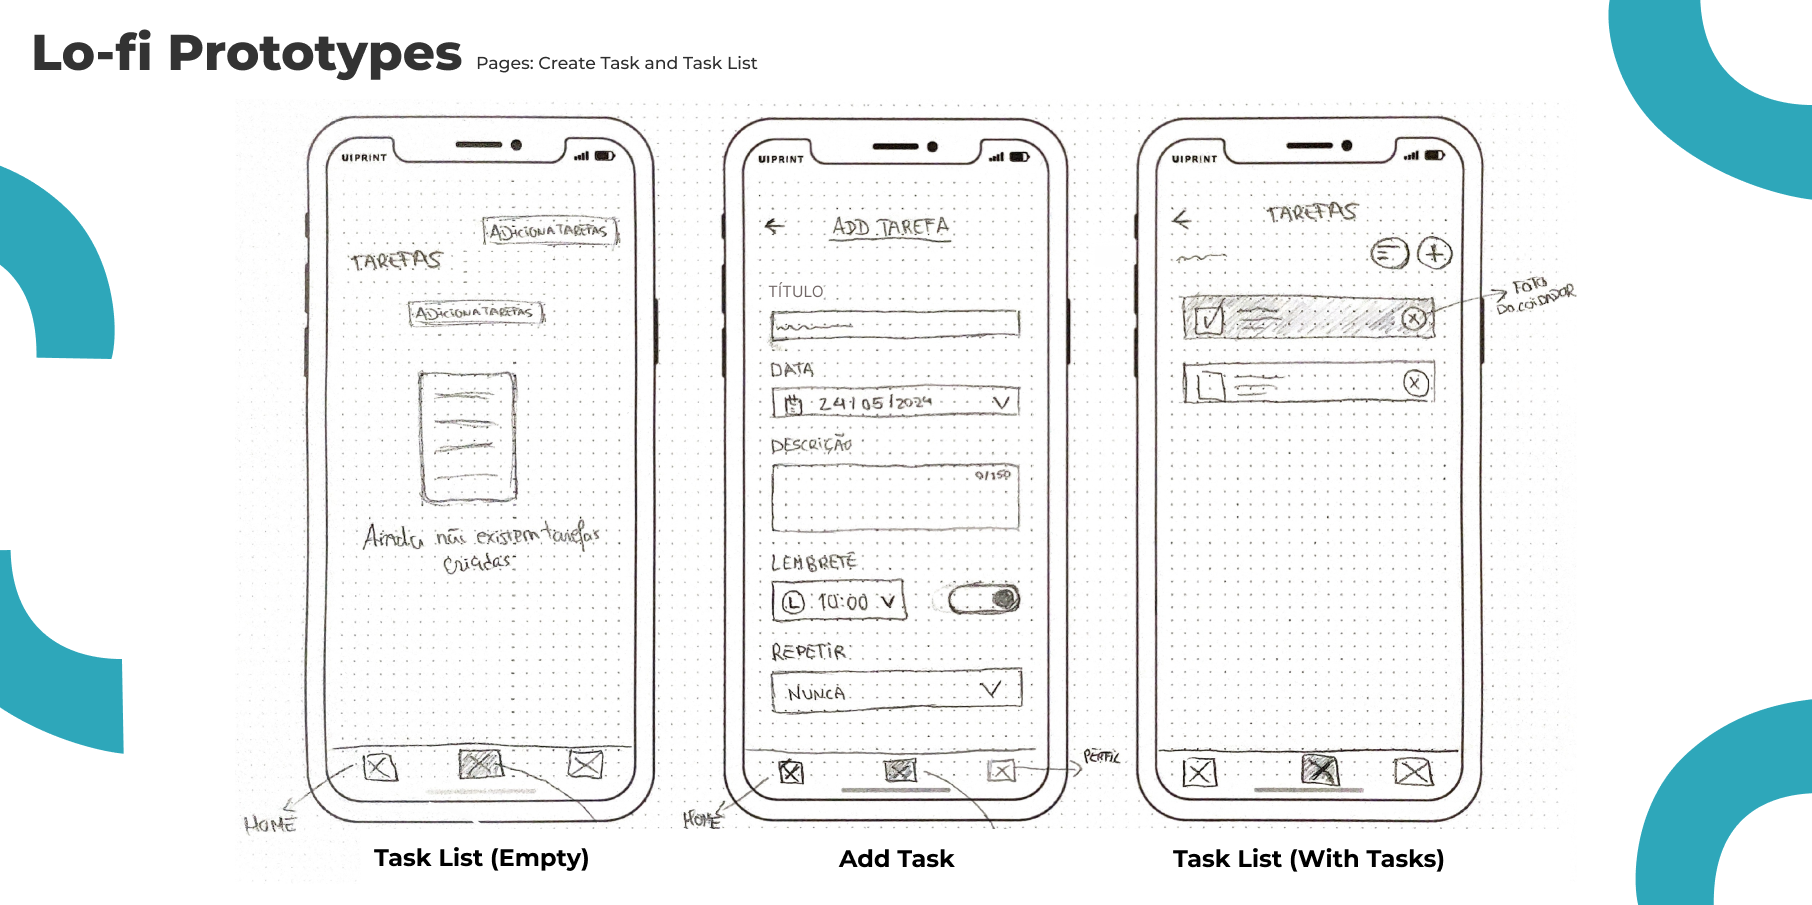 Lo-fi Prototypes
Pages: Create Task and Task List
UIPRINT
ADICIONA TAREFAS
TAREFAS
ADICIONA TAREFAS
Ainda não existem tarefas
criadas
HOME
Task List (Empty)
UIPRINT
ADD TAREFA
TÍTULO
DATA
24/05/2024
DESCRIÇÃO
0/150
LEMBRETE
10:00
REPETIR
NUNCA
HOME
PERFIL
Add Task
UIPRINT
TAREFAS
FOTO
DO CUIDADOR
Task List (With Tasks)